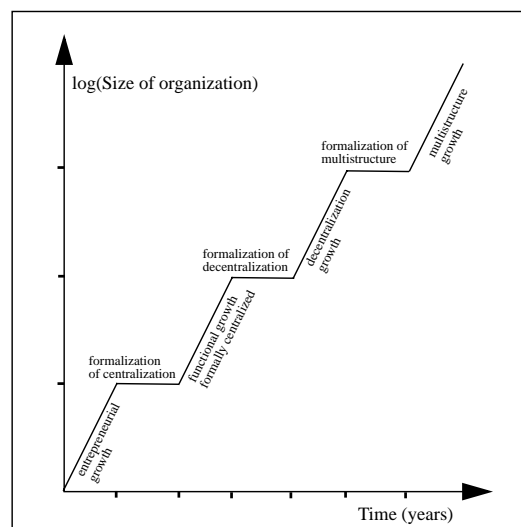 log(Size of organization)
formalization of
multistructure
multistructure
growth
formalization of
decentralization
decentralization
growth
formalization
of centralization
functional growth
formally centralized
entrepreneurial
growth
Time (years)